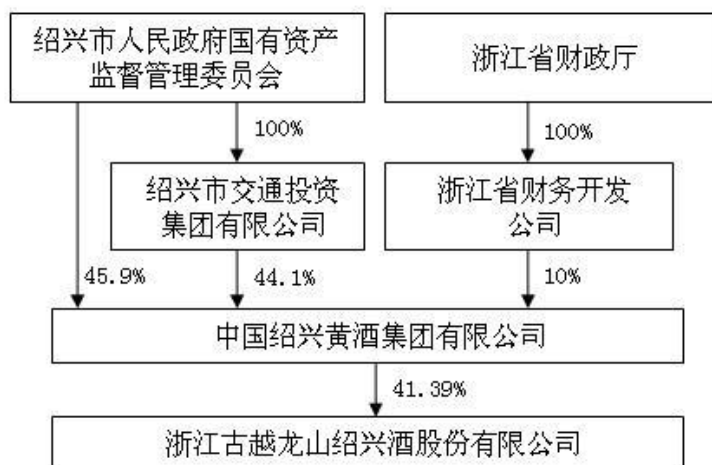 绍兴市人民政府国有资产
监督管理委员会
浙江省财政厅
100%
100%
绍兴市交通投资
集团有限公司
浙江省财务开发
公司
45.9%
44.1%
10%
中国绍兴黄酒集团有限公司
41.39%
浙江古越龙山绍兴酒股份有限公司